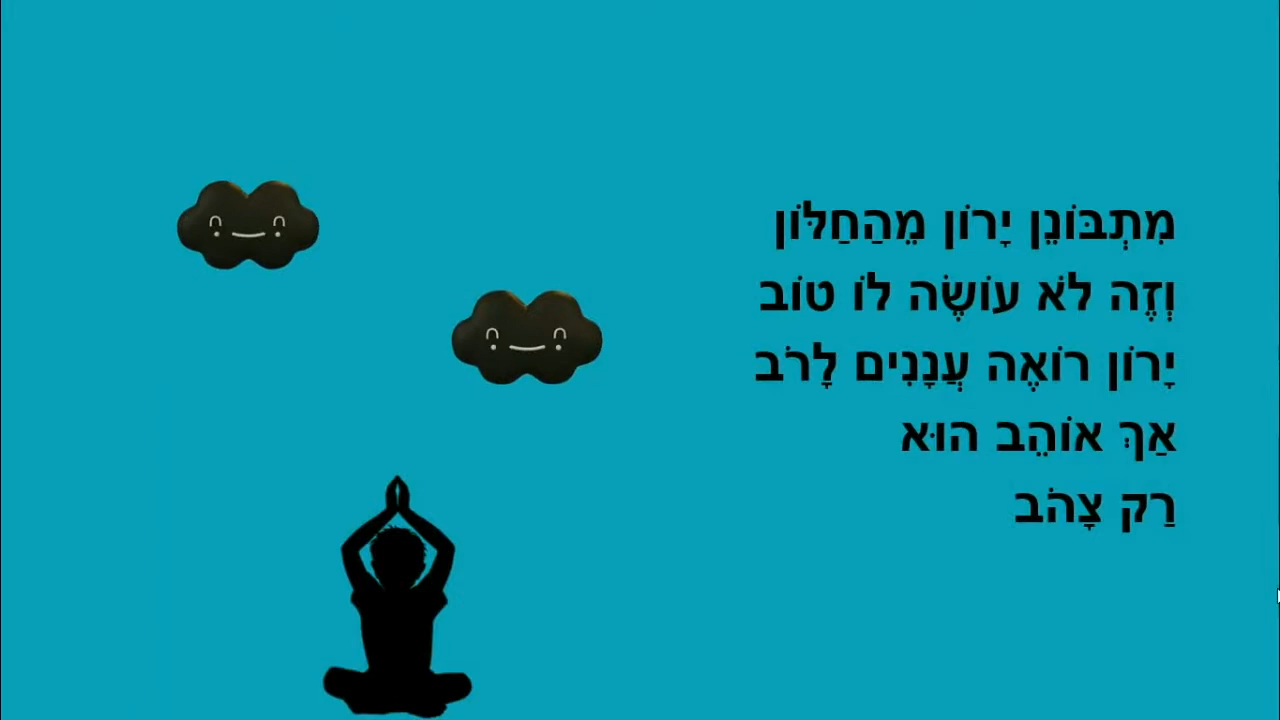 מִתְבּוֹנֵן יָרוֹן מֵהַחַלּוֹן
וְזֶה לֹא עוֹשֶׂה לוֹ טוֹב
יָרוֹן רוֹאֶה עֲנָנִים לָרֹב
אַךְ אוֹהֵב הוּא
רַק צָהֹב